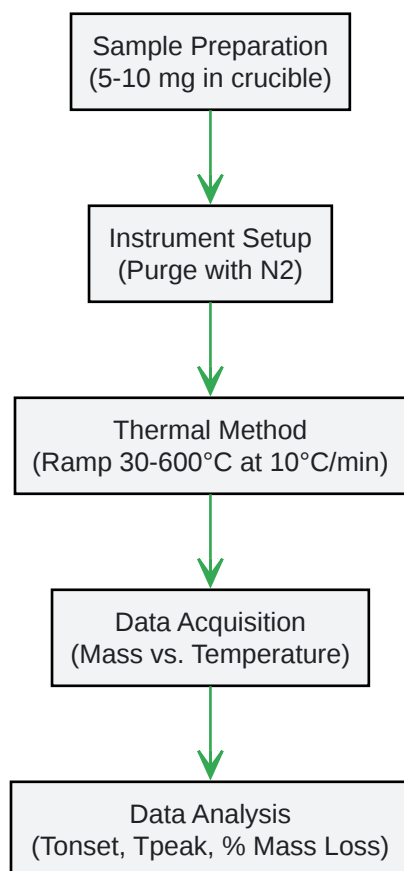 Sample Preparation
(5-10 mg in crucible)
Instrument Setup
(Purge with N2)
Thermal Method
(Ramp 30-600°C at 10°C/min)
Data Acquisition
(Mass vs. Temperature)
Data Analysis
(Tonset, Tpeak, % Mass Loss)